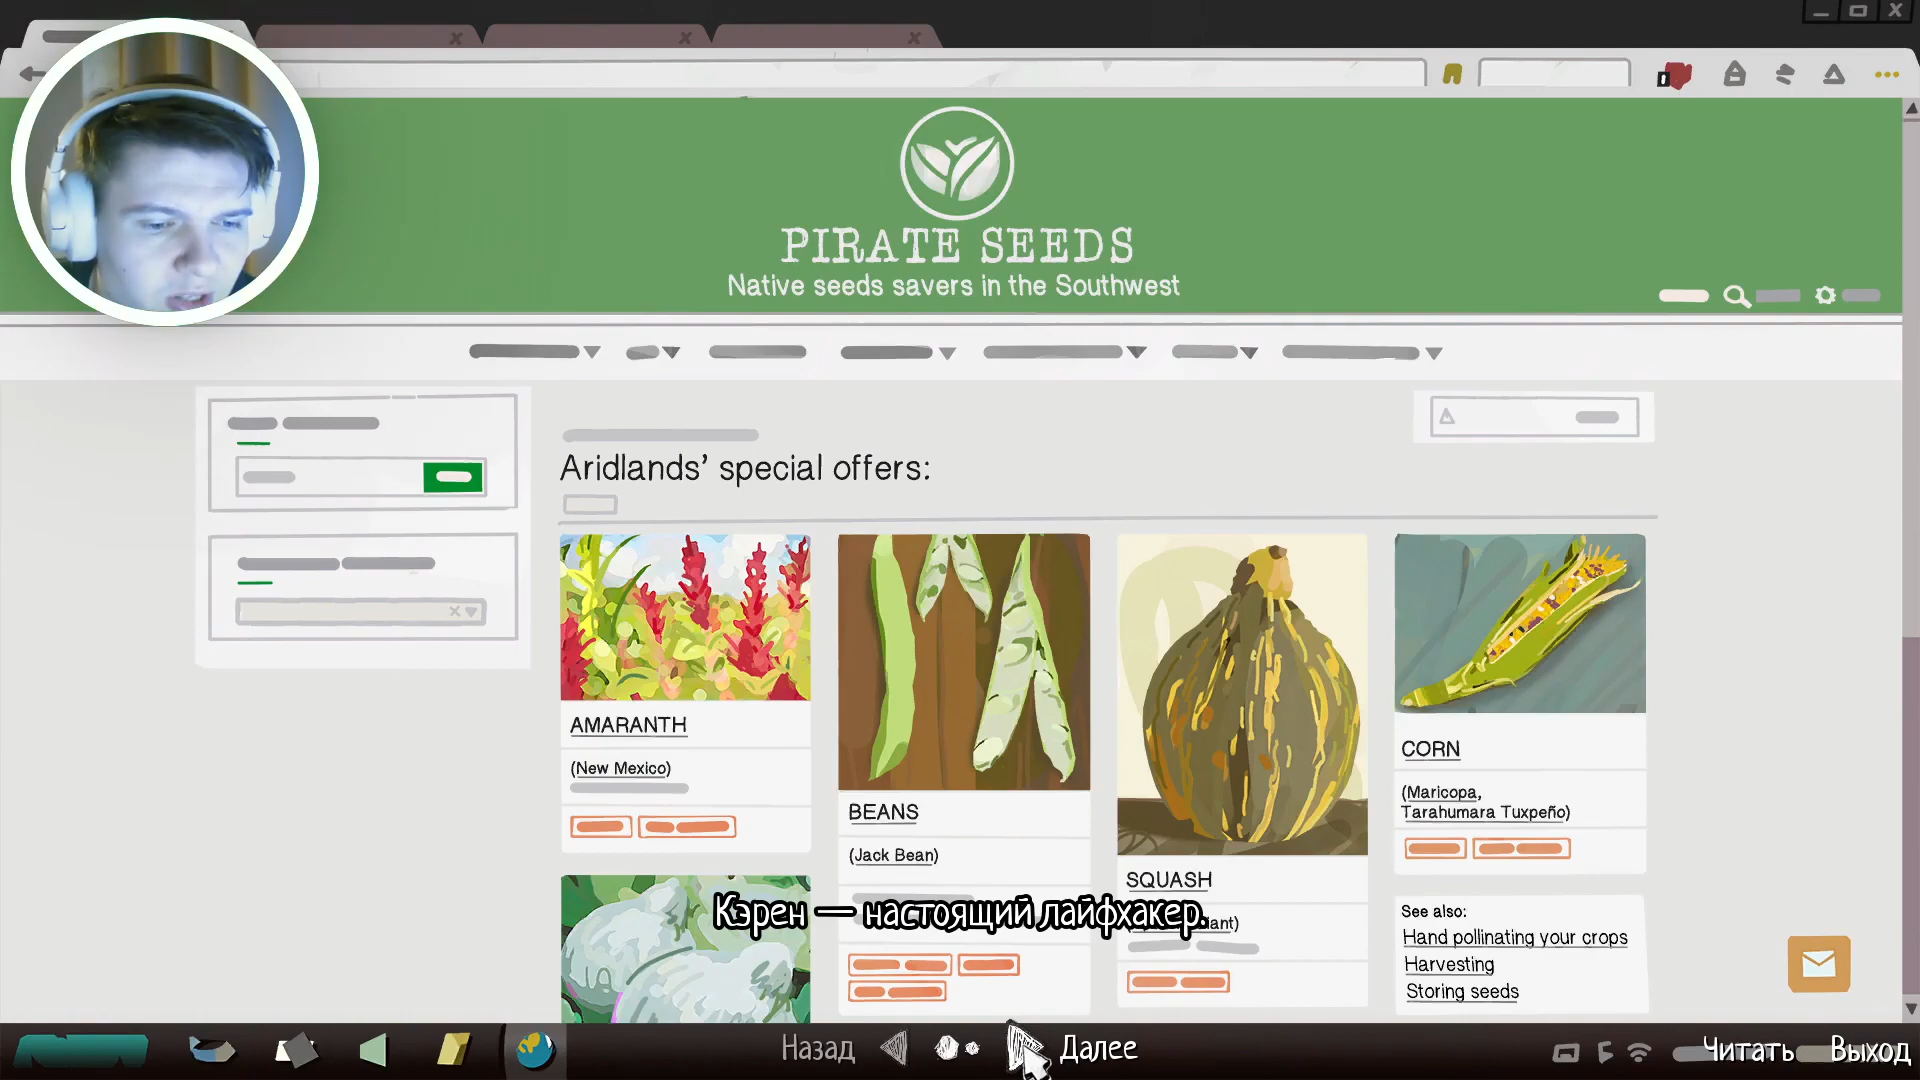 PIRATE SEEDS
Native seeds savers in the Southwest
Aridlands' special offers:
AMARANTH
(New Mexico)
BEANS
(Jack Bean)
SQUASH
CORN
(Maricopa,
Tarahumara Tuxpeño)
See also:
Hand pollinating your crops
Harvesting
Storing seeds
Кэрен — настоящий лайфхакер.
Назад
Далее
Читать
Выход